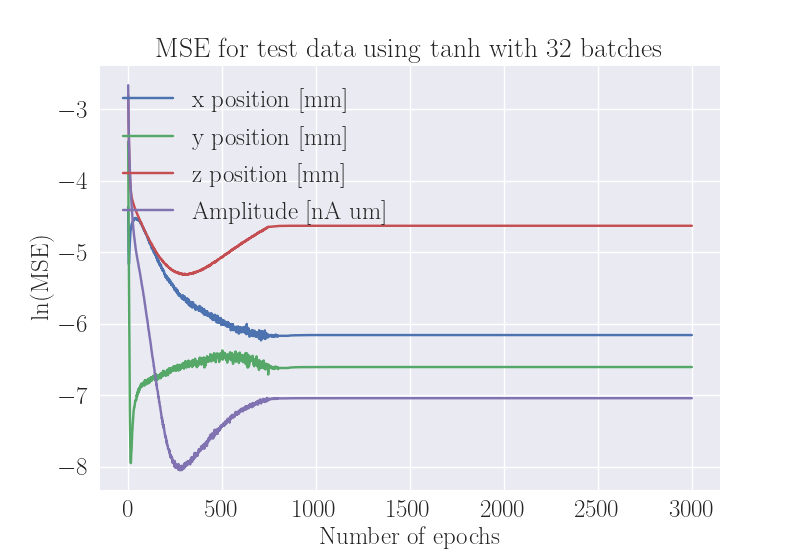 MSE for test data using tanh with 32 batches
x position [mm]
y position [mm]
z position [mm]
Amplitude [nA um]
ln(MSE)
−3
−4
−5
−6
−7
−8
0 500 1000 1500 2000 2500 3000
Number of epochs